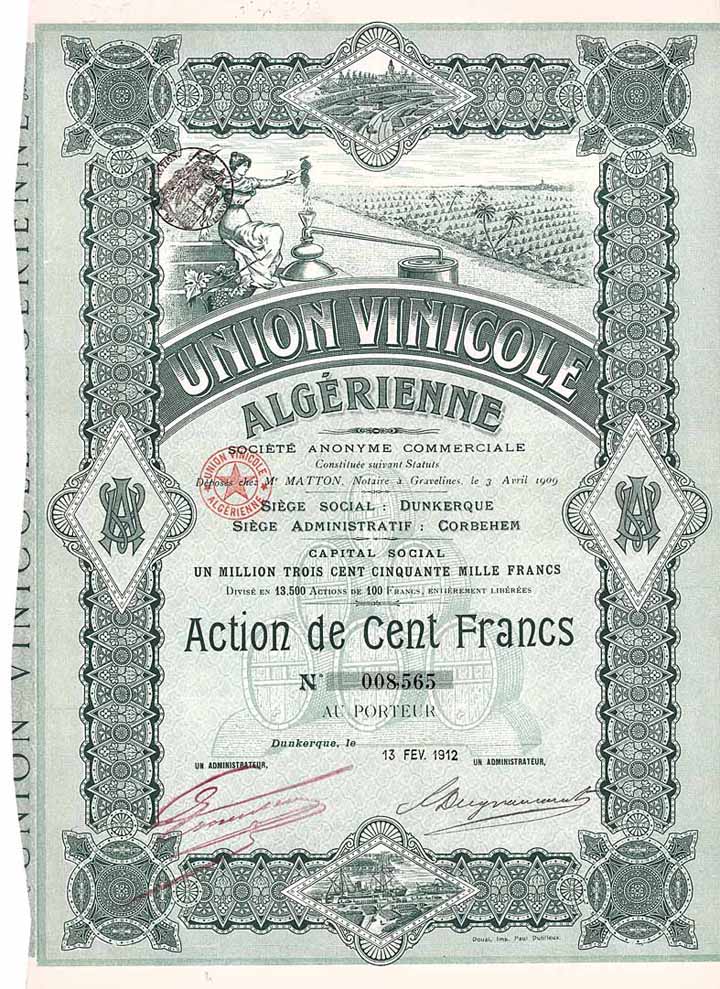 UNION VINICOLE
ALGÉRIENNE
SOCIÉTÉ ANONYME COMMERCIALE
Constituée suivant Statuts
Déposés chez Me MATTON, Notaire à Gravelines, le 3 Avril 1909
UNION VINICOLE
ALGÉRIENNE
SIÈGE SOCIAL : DUNKERQUE
SIÈGE ADMINISTRATIF : CORBEHEM
CAPITAL SOCIAL
UN MILLION TROIS CENT CINQUANTE MILLE FRANCS
DIVISÉ EN 13.500 ACTIONS DE 100 FRANCS, ENTIÈREMENT LIBÉRÉES
Action de Cent Francs
N° 008,565
AU PORTEUR
Dunkerque, le 13 FEV. 1912
UN ADMINISTRATEUR, UN ADMINISTRATEUR,
Douai, Imp. Paul Dutilleux.
UNION VINICOLE ALGÉRIENNE